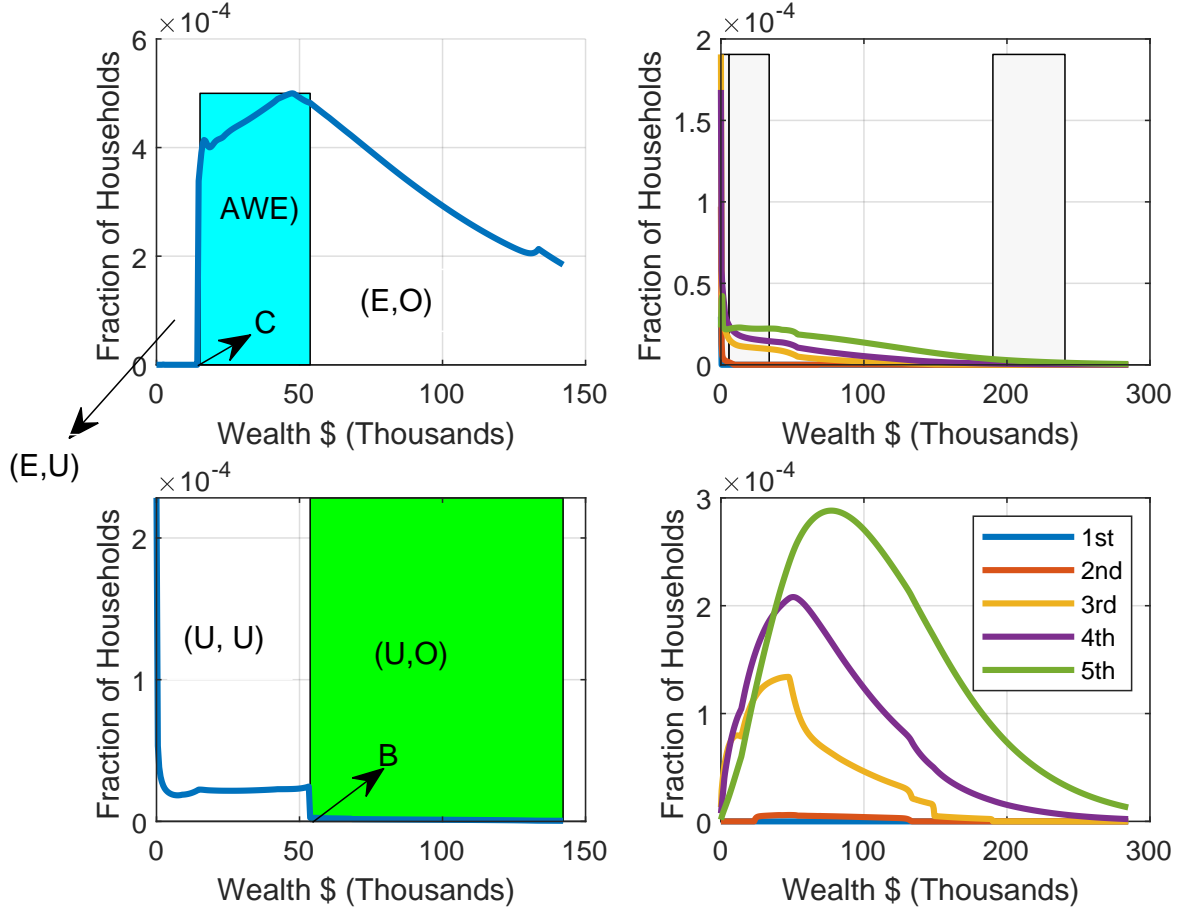 ×10^-4
6
4
2
0
Fraction of Households
AWE)
(E,O)
C
0
50
100
150
Wealth $ (Thousands)
(E,U)
×10^-4
2
1.5
1
0.5
0
Fraction of Households
0
100
200
300
Wealth $ (Thousands)
×10^-4
2
1
0
Fraction of Households
(U, U)
(U,O)
B
0
50
100
150
Wealth $ (Thousands)
×10^-4
3
2
1
0
Fraction of Households
1st
2nd
3rd
4th
5th
0
100
200
300
Wealth $ (Thousands)